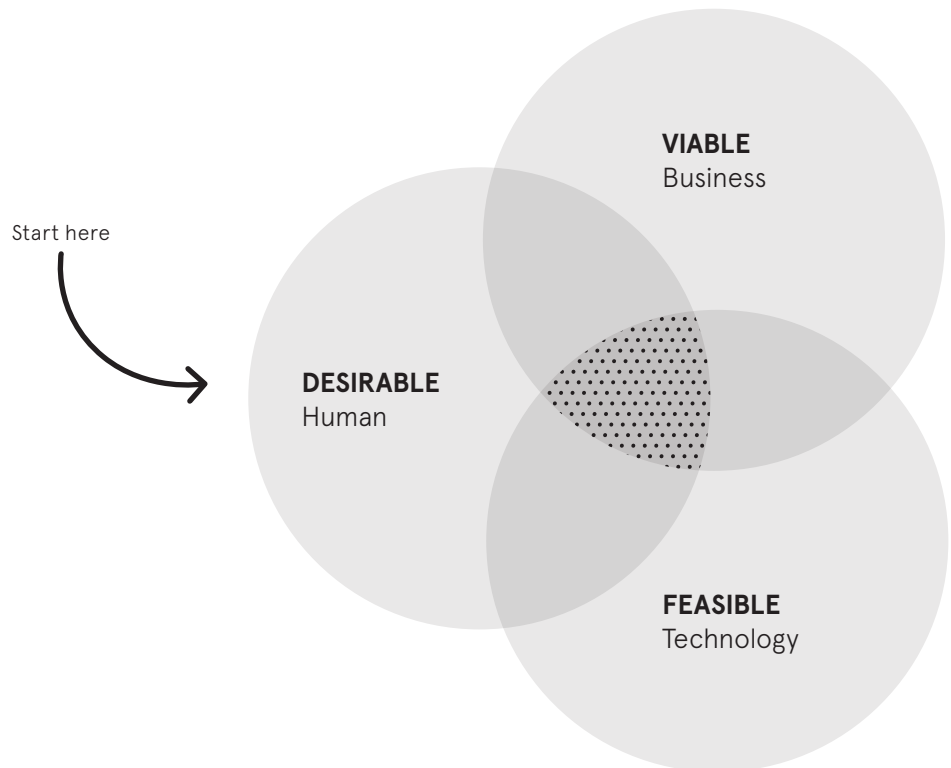 Start here
DESIRABLE
Human
VIABLE
Business
FEASIBLE
Technology